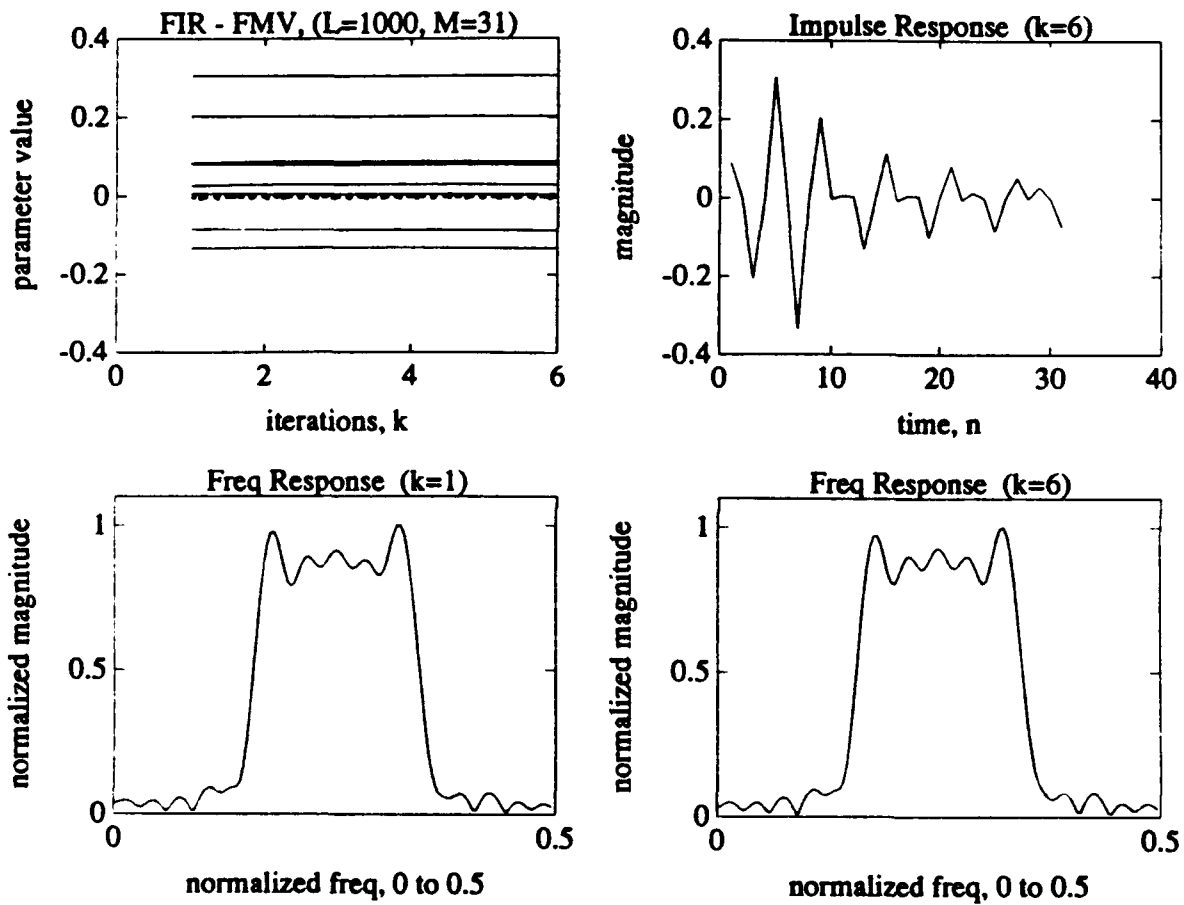 FIR - FMV, (L=1000, M=31)
0.4
0.2
0
-0.2
-0.4
parameter value
0
2
4
6
iterations, k
Impulse Response (k=6)
0.4
0.2
0
-0.2
-0.4
magnitude
0
10
20
30
40
time, n
Freq Response (k=1)
1
0.5
0
normalized magnitude
0
0.5
normalized freq, 0 to 0.5
Freq Response (k=6)
1
0.5
0
normalized magnitude
0
0.5
normalized freq, 0 to 0.5